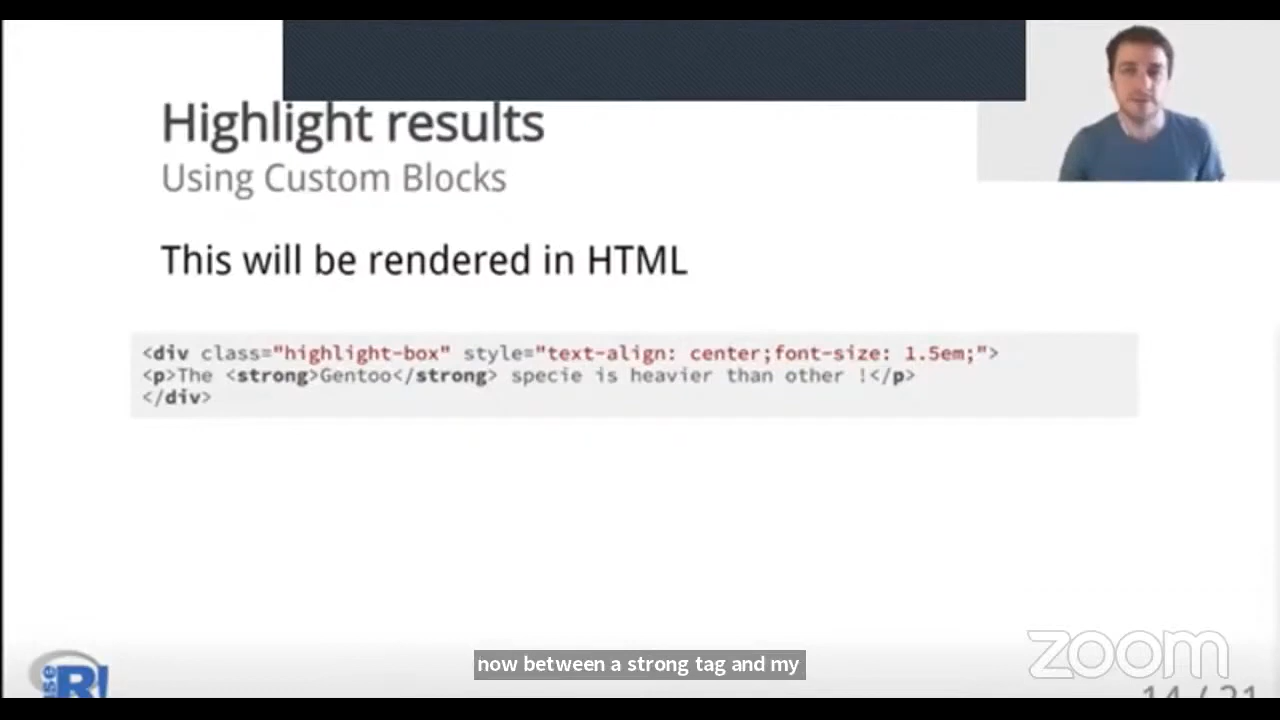 Highlight results
Using Custom Blocks
This will be rendered in HTML
<div class="highlight-box" style="text-align: center;font-size: 1.5em;">
<p>The <strong>Gentoo</strong> specie is heavier than other !</p>
</div>
now between a strong tag and my
zoom
R!
14 / 21